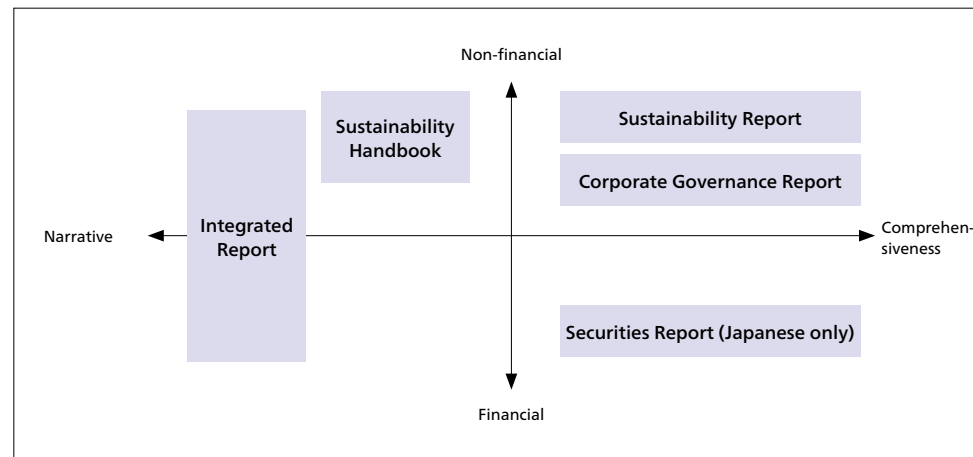 Non-financial
Sustainability
Handbook
Sustainability Report
Corporate Governance Report
Narrative
Integrated
Report
Comprehen-
siveness
Securities Report (Japanese only)
Financial